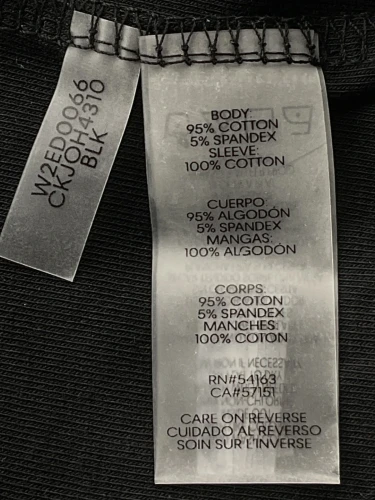 W2ED0066
CKJOH4310
BLK
BODY:
95% COTTON
5% SPANDEX
SLEEVE:
100% COTTON
CUERPO:
95% ALGODÓN
5% SPANDEX
MANGAS:
100% ALGODÓN
CORPS:
95% COTON
5% SPANDEX
MANCHES:
100% COTON
RN#54163
CA#57151
CARE ON REVERSE
CUIDADO AL REVERSO
SOIN SUR L'INVERSE